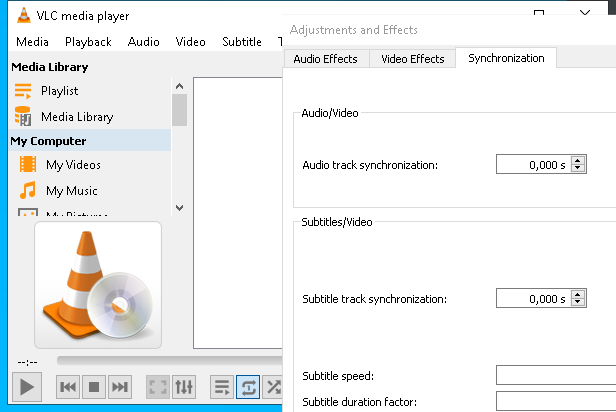 VLC media player
Media Playback Audio Video Subtitle
Adjustments and Effects
Audio Effects Video Effects Synchronization
Media Library
Playlist
Media Library
My Computer
My Videos
My Music
My Pictures
Audio/Video
Audio track synchronization: 0,000 s
Subtitles/Video
Subtitle track synchronization: 0,000 s
--:--
Subtitle speed:
Subtitle duration factor: